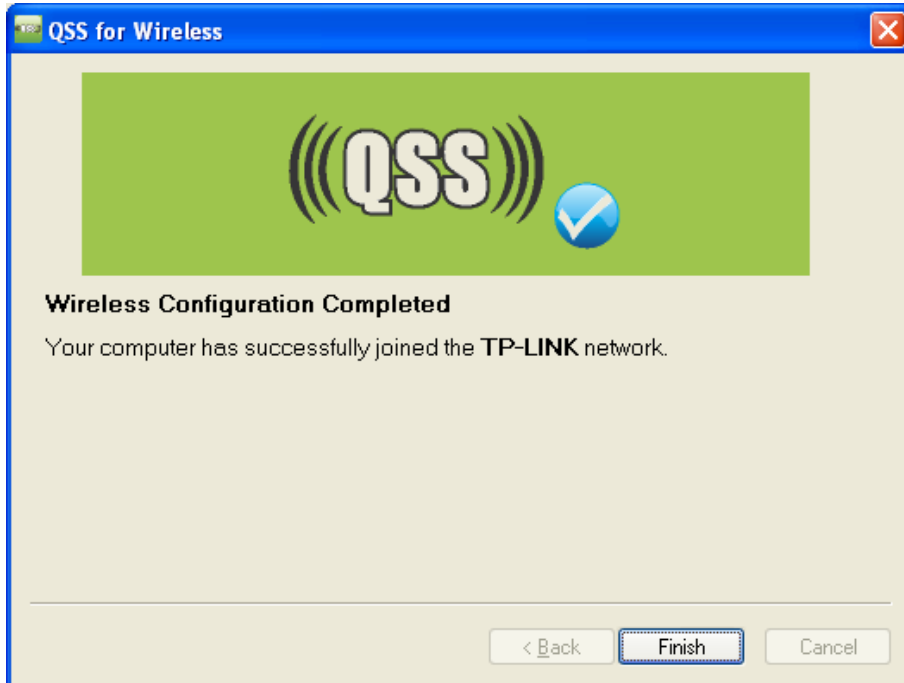 QSS for Wireless
(((QSS)))
Wireless Configuration Completed
Your computer has successfully joined the TP-LINK network.
< Back Finish Cancel